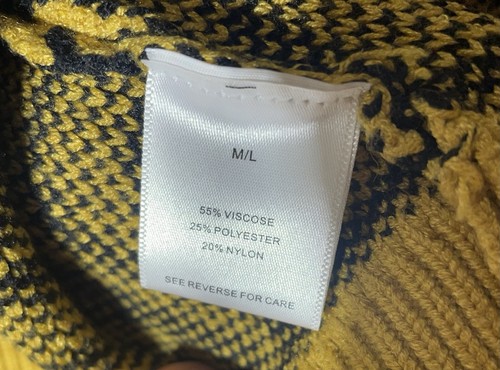 M/L
55% VISCOSE
25% POLYESTER
20% NYLON
SEE REVERSE FOR CARE